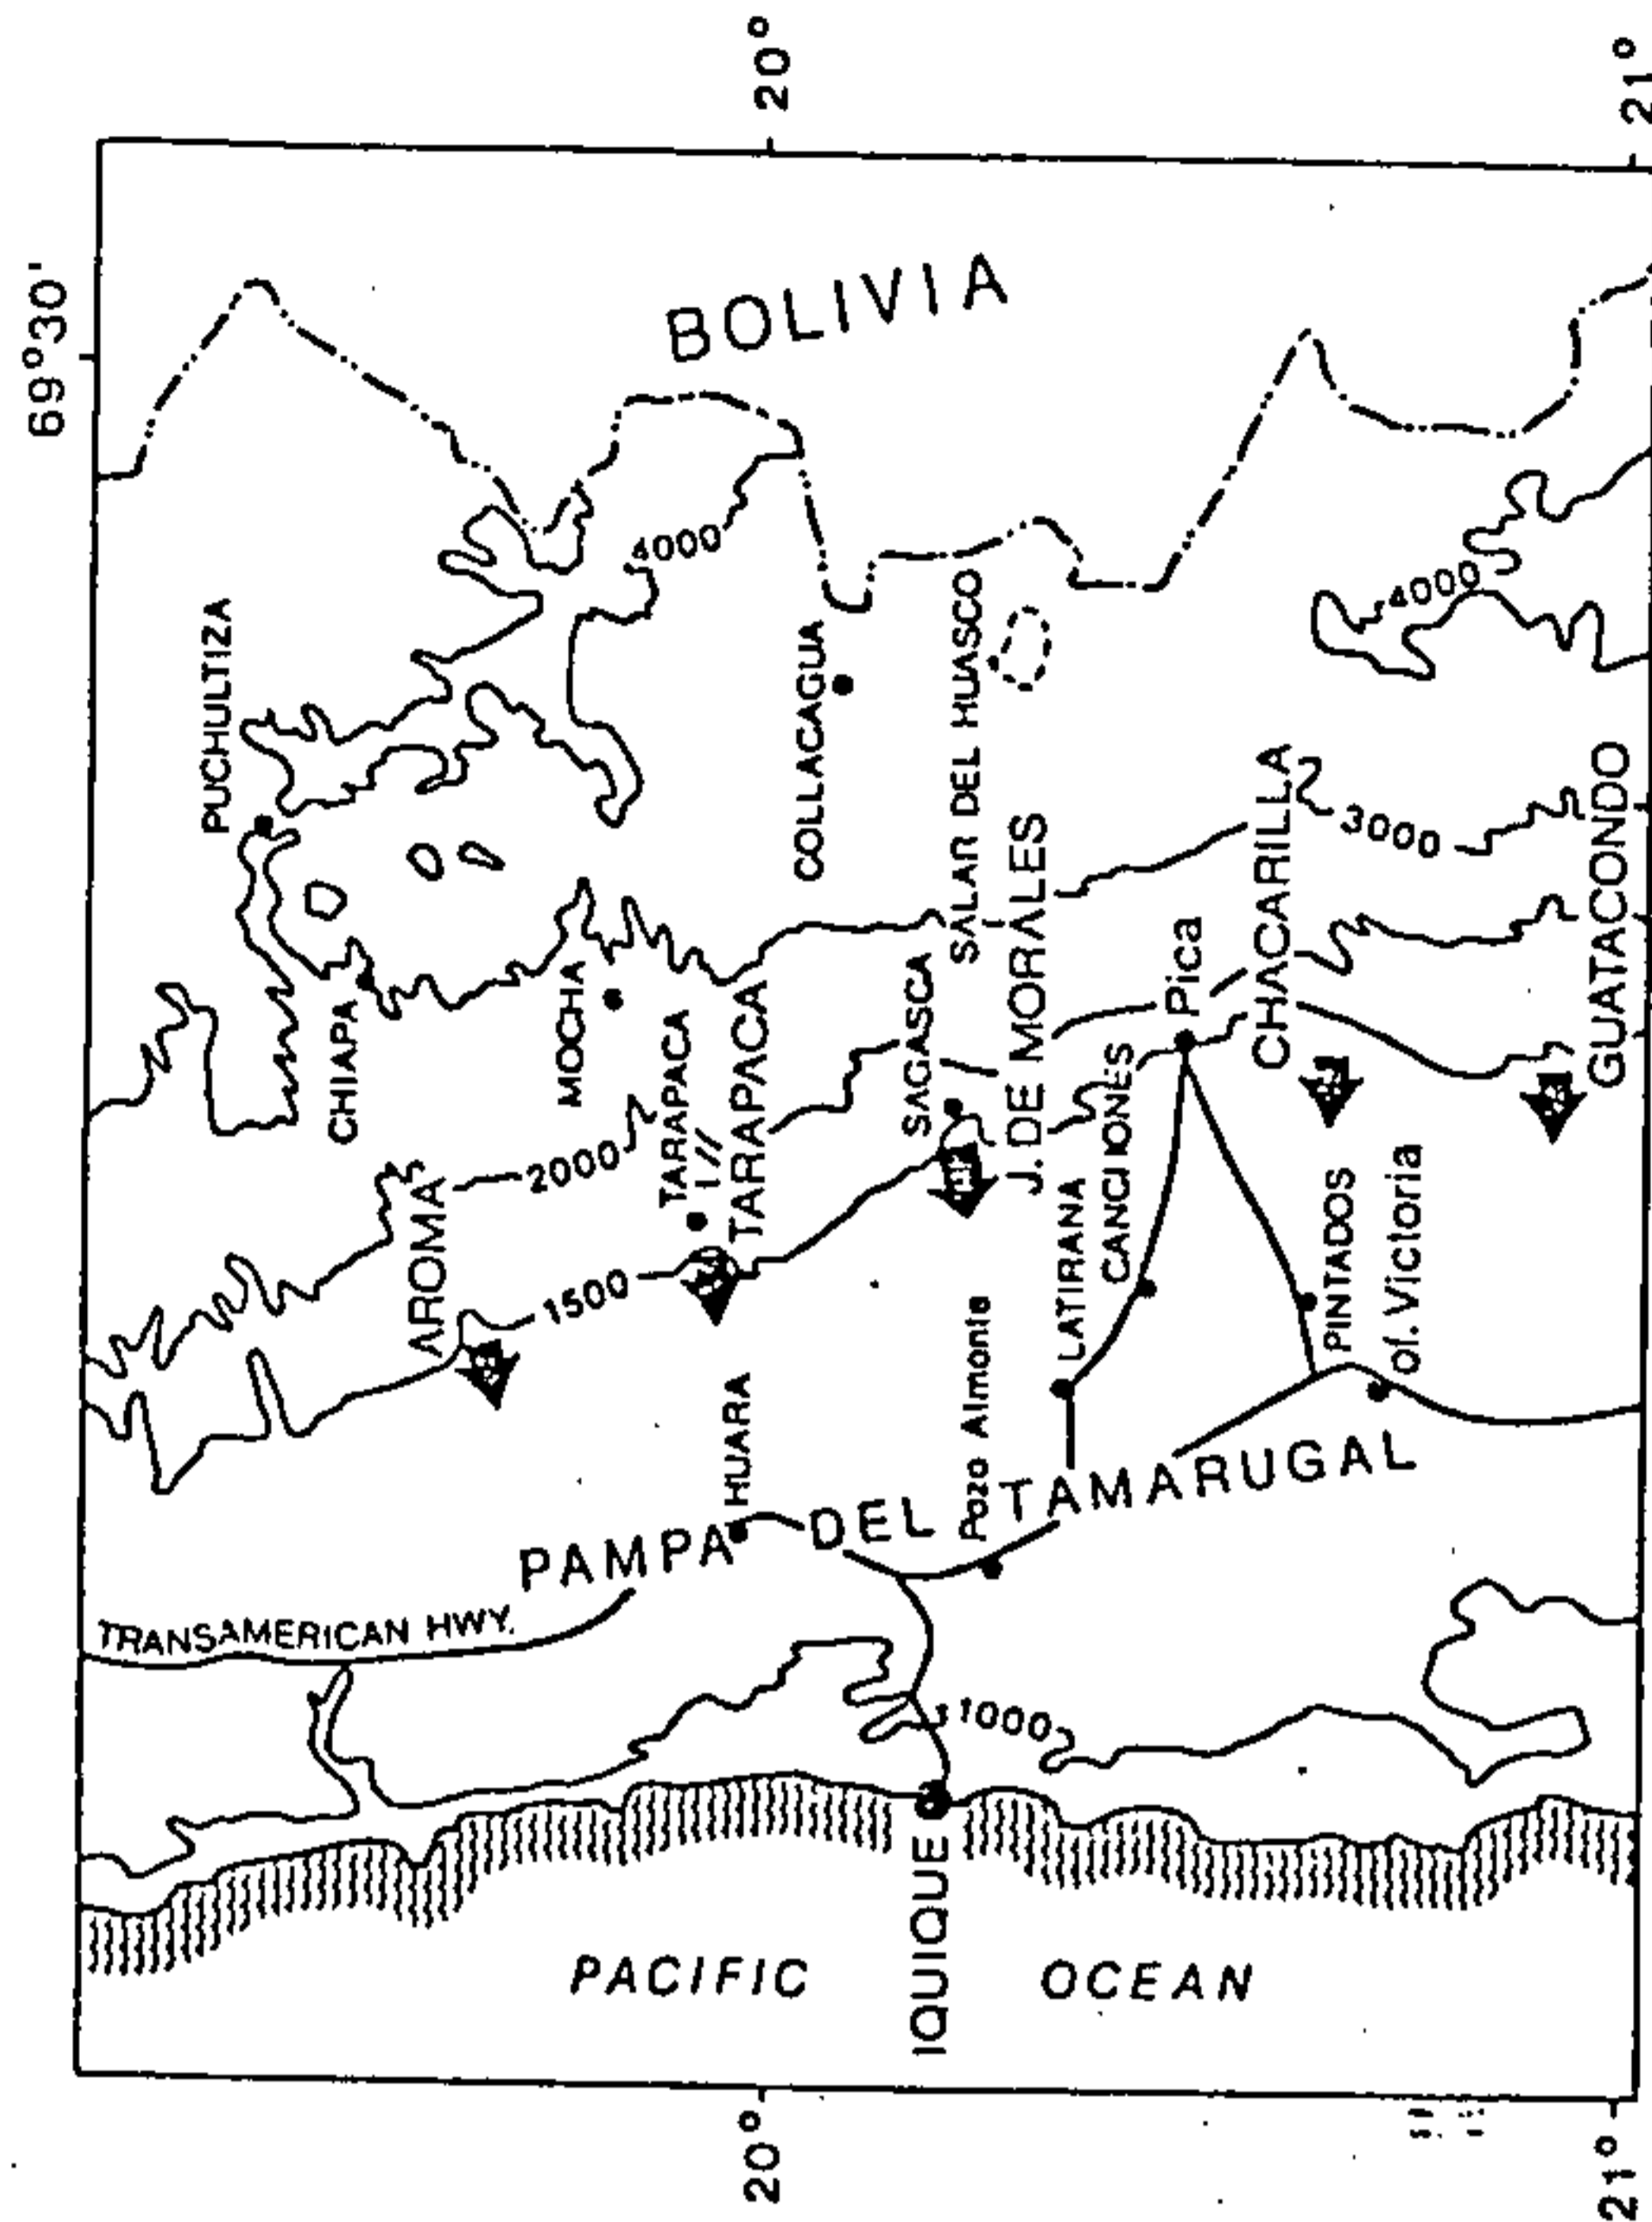 69°30'
20°
21°
BOLIVIA
PUCHULTIZA
4000
COLLACAGUA
SALAR DEL HUASCO
4000
CHIAPA
MOCHA
TARAPACA
TARAPACA
SAGASCA
J. DE MORALES
Pica
CHACARILLA
3000
GUATACONDO
2000
AROMA
1500
HUARA
Pozo Almonte
LATIRANA
CANCHONES
PINTADOS
Of. Victoria
PAMPA DEL TAMARUGAL
TRANSAMERICAN HWY.
1000
IQUIQUE
PACIFIC OCEAN
20°
21°